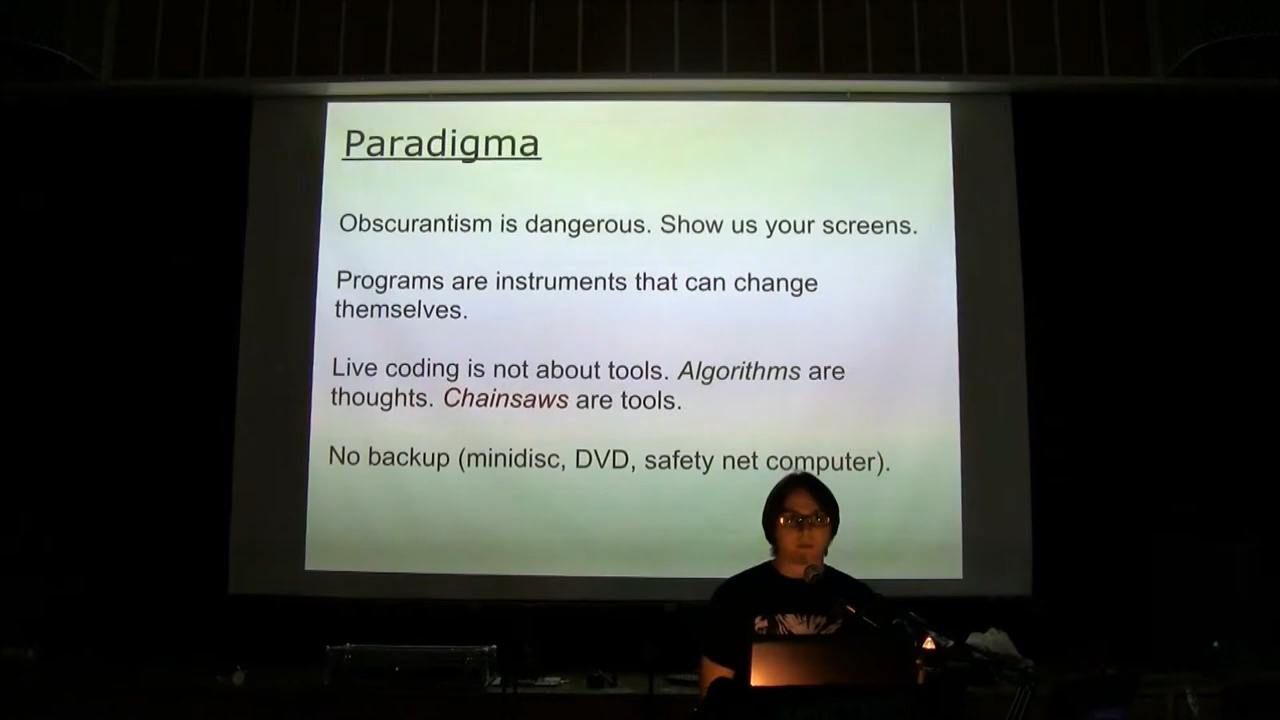 Paradigma
Obscurantism is dangerous. Show us your screens.
Programs are instruments that can change
themselves.
Live coding is not about tools. Algorithms are
thoughts. Chainsaws are tools.
No backup (minidisc, DVD, safety net computer).